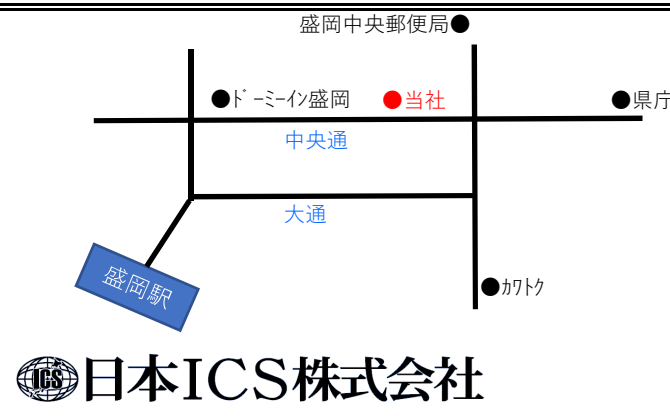 盛岡中央郵便局●
●ドーミーイン盛岡
●当社
●県庁
中央通
大通
盛岡駅
●カワトク
ICS 日本ICS株式会社